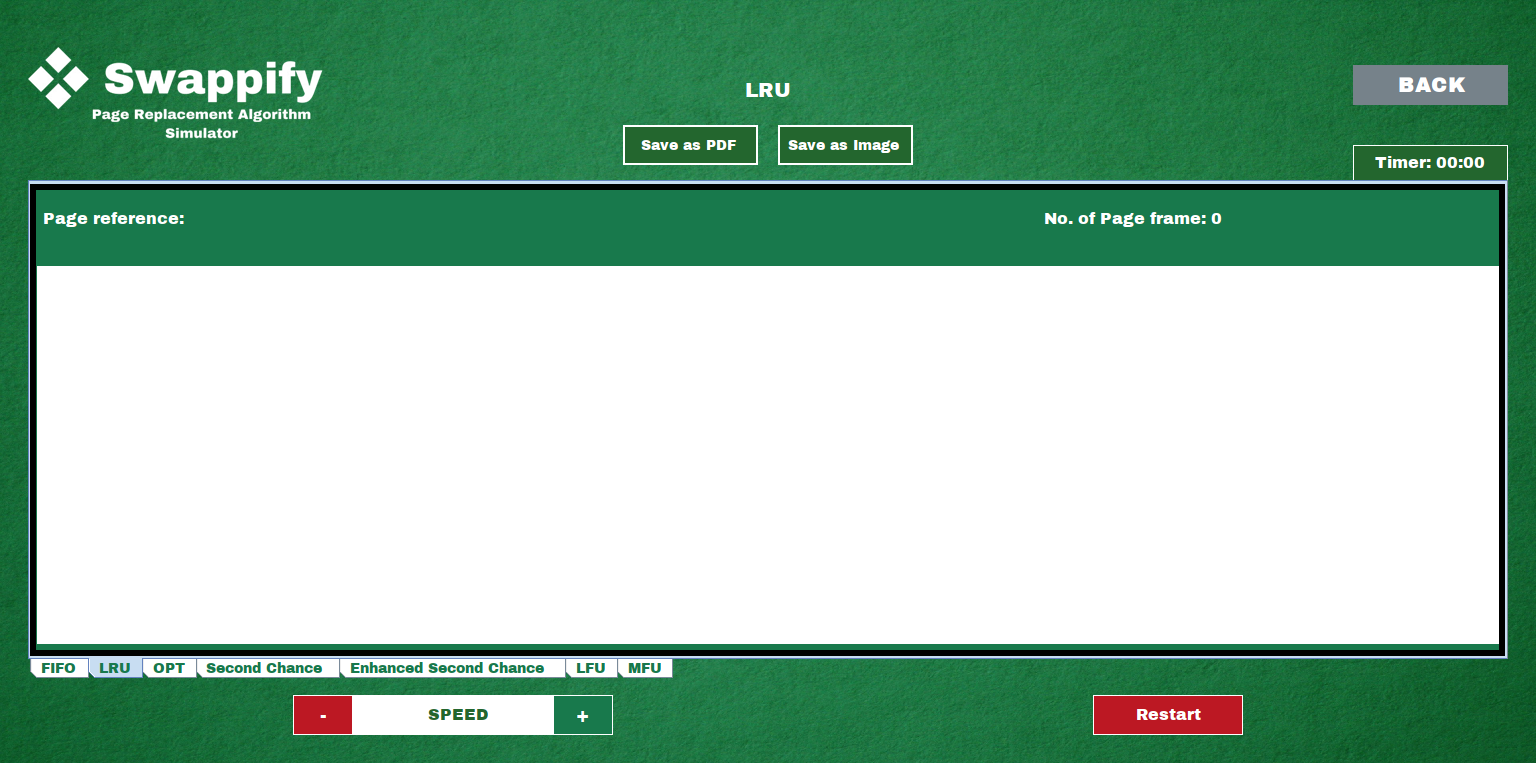 Swappify
Page Replacement Algorithm
Simulator
LRU
BACK
Save as PDF
Save as Image
Timer: 00:00
Page reference:
No. of Page frame: 0
FIFO
LRU
OPT
Second Chance
Enhanced Second Chance
LFU
MFU
-
SPEED
+
Restart